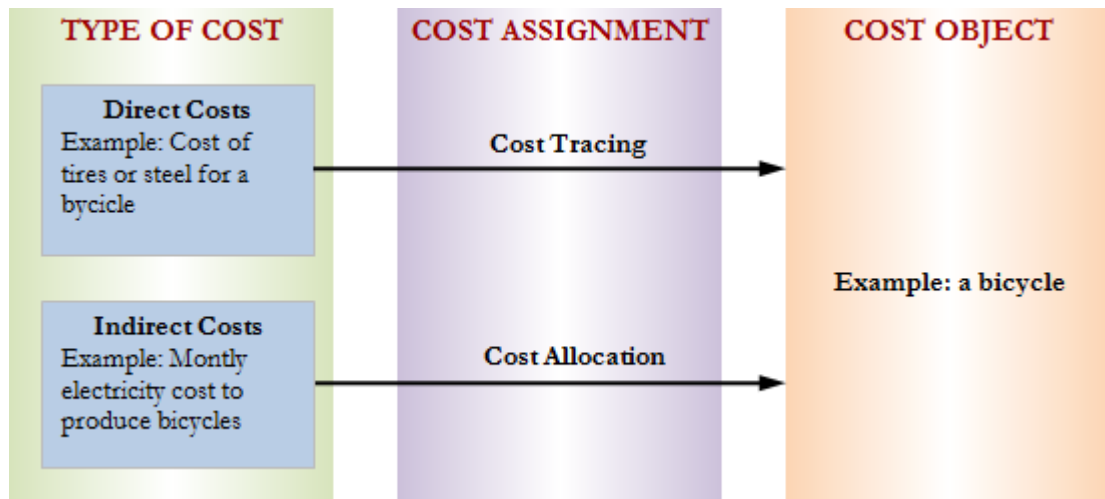 TYPE OF COST
COST ASSIGNMENT
COST OBJECT
Direct Costs
Example: Cost of
tires or steel for a
bycicle
Cost Tracing
Example: a bicycle
Indirect Costs
Example: Montly
electricity cost to
produce bicycles
Cost Allocation